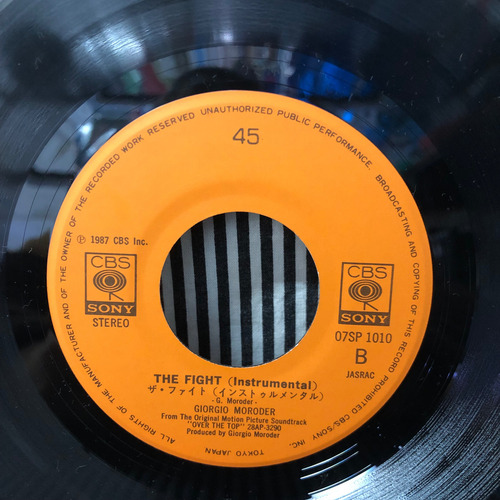 ALL RIGHTS OF THE MANUFACTURER AND OF THE OWNER OF THE RECORDED WORK RESERVED UNAUTHORIZED PUBLIC PERFORMANCE, BROADCASTING AND COPYING OF THIS RECORD PROHIBITED CBS/SONY INC. TOKYO JAPAN
45
Ⓟ 1987 CBS Inc.
CBS
SONY
STEREO
CBS
SONY
07SP 1010
B
JASRAC
THE FIGHT (Instrumental)
ザ・ファイト (インストゥルメンタル)
- G. Moroder -
GIORGIO MORODER
From The Original Motion Picture Soundtrack
"OVER THE TOP" 28AP-3290
Produced by Giorgio Moroder